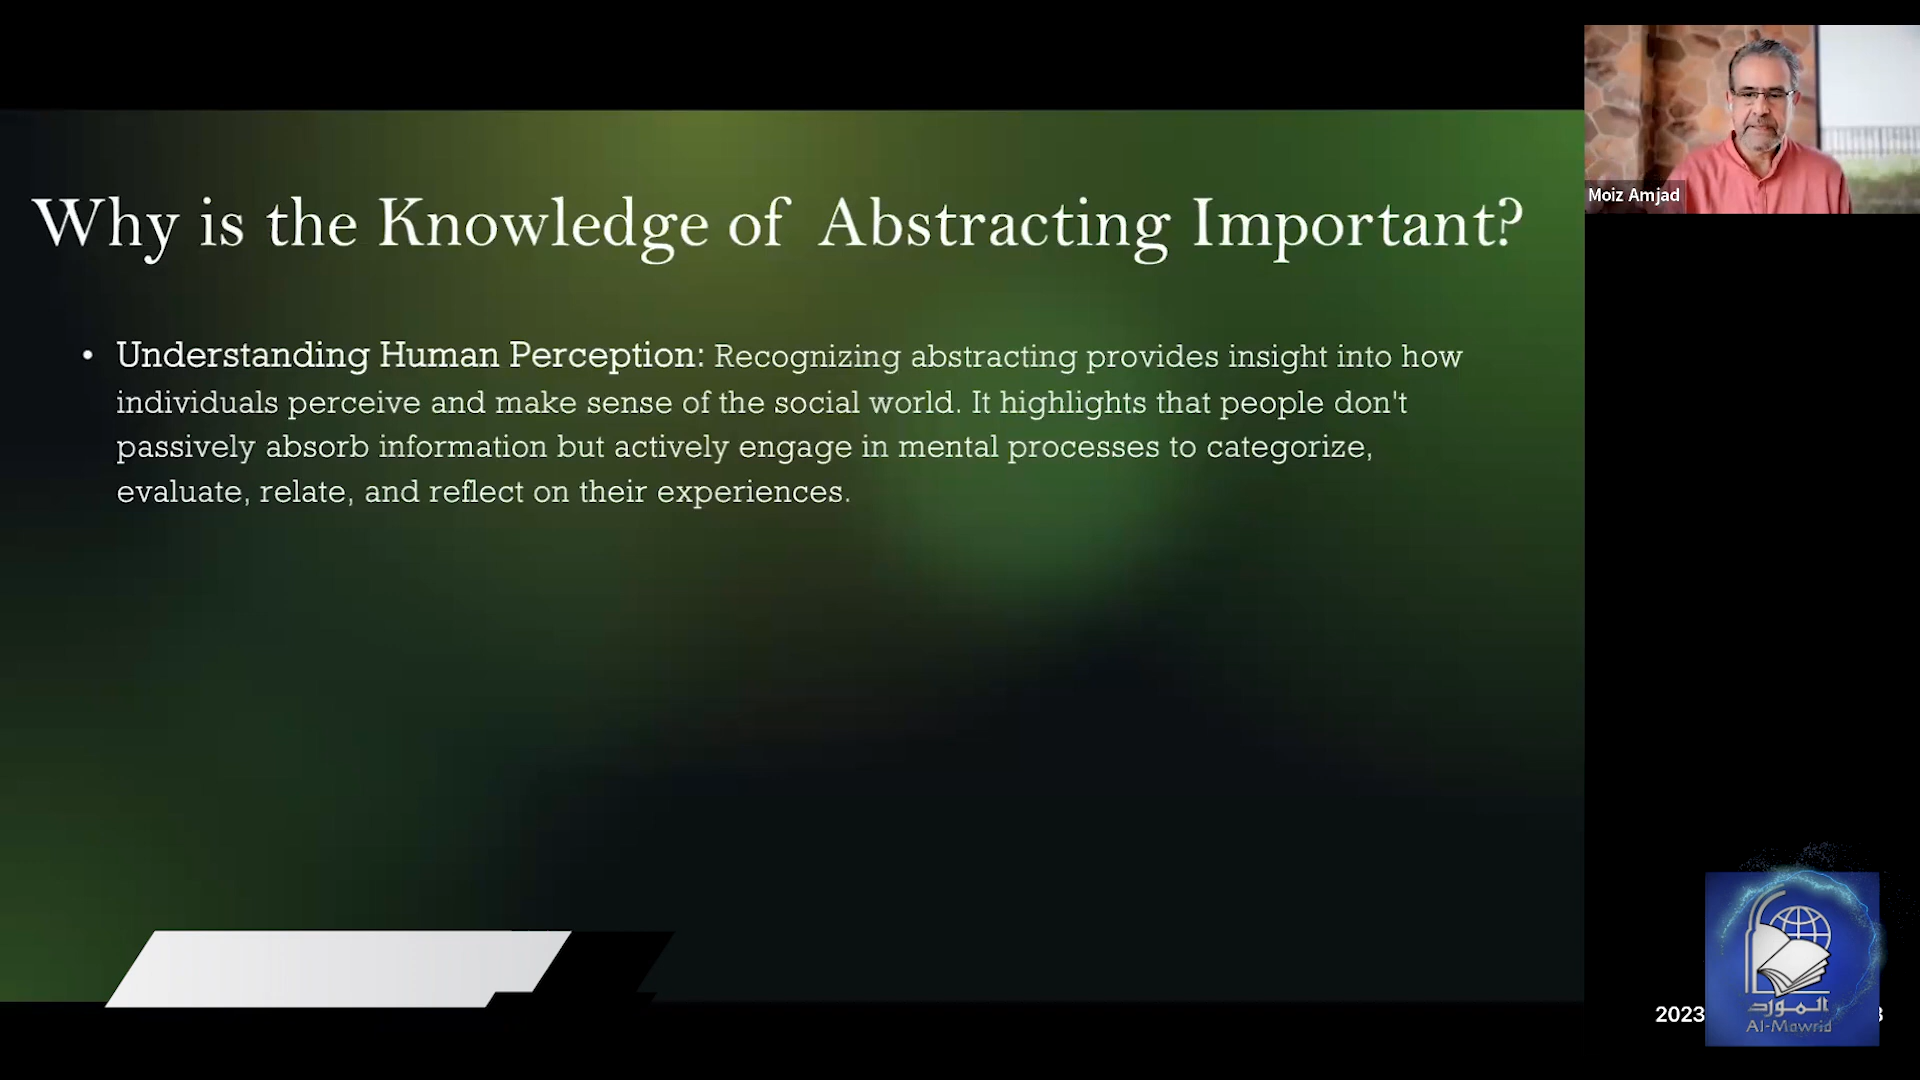 Why is the Knowledge of Abstracting Important?
• Understanding Human Perception: Recognizing abstracting provides insight into how
individuals perceive and make sense of the social world. It highlights that people don't
passively absorb information but actively engage in mental processes to categorize,
evaluate, relate, and reflect on their experiences.
Moiz Amjad
2023
المورد
Al-Mawrid